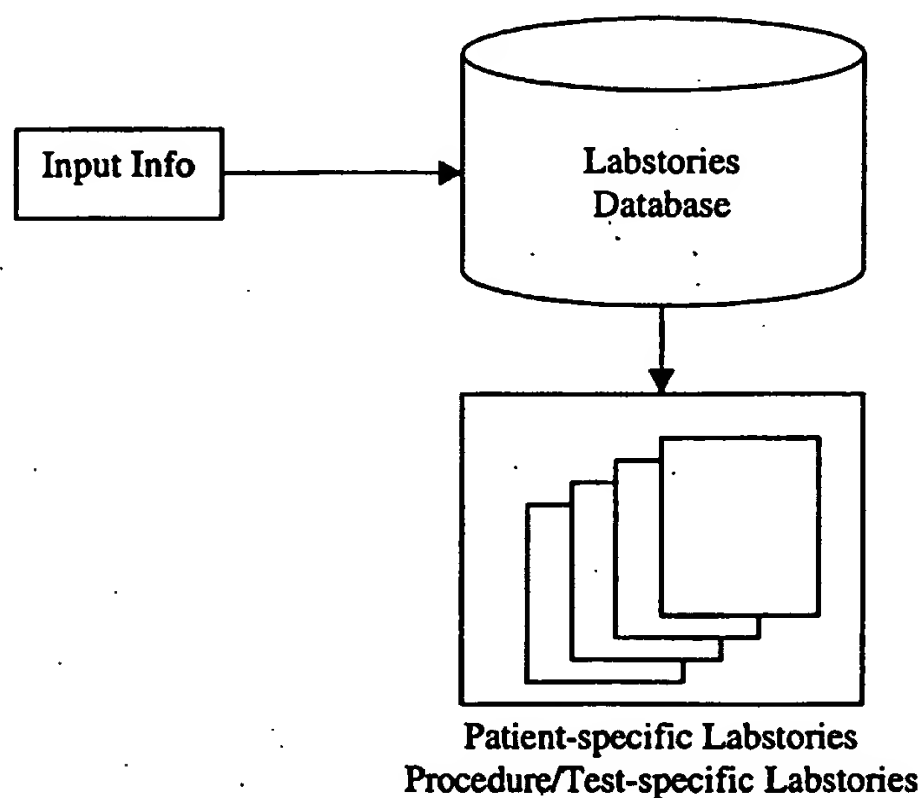 Input Info
Labstories
Database
Patient-specific Labstories
Procedure/Test-specific Labstories